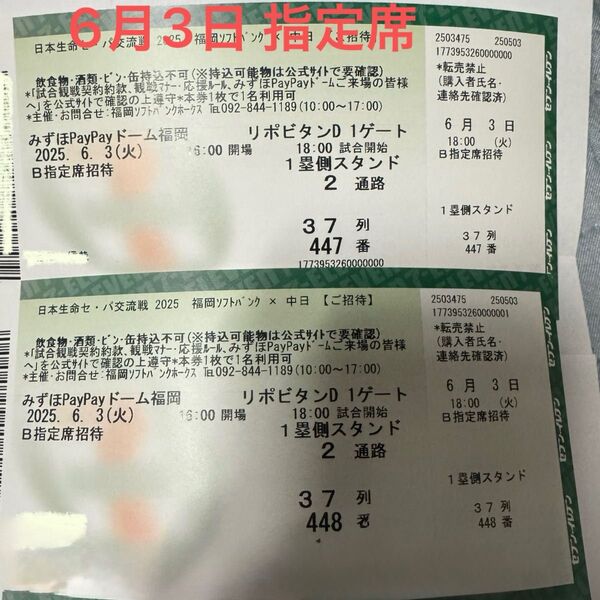 6月3日 指定席
日本生命セ・パ交流戦 2025 福岡ソフトバンク × 中日 【ご招待】
飲食物・酒類・ビン・缶持込不可(※持込可能物は公式サイトで要確認)
*「試合観戦契約約款、観戦マナー・応援ルール、みずほPayPayドームご来場の皆様
へ」を公式サイトで確認の上遵守*本券1枚で1名利用可
*主催・お問合せ:福岡ソフトバンクホークス TEL092-844-1189(10:00~17:00)
みずほPayPayドーム福岡 リポビタンD 1ゲート
2025. 6. 3(火) 16:00 開場 18:00 試合開始
B指定席招待 1塁側スタンド
2 通路
37 列
447 番
1773953260000000
2503475 250503
1773953260000000
*転売禁止
(購入者氏名・
連絡先確認済)
6 月 3 日
18:00 (火)
B指定席招待
1塁側スタンド
37 列
447 番
日本生命セ・パ交流戦 2025 福岡ソフトバンク × 中日 【ご招待】
飲食物・酒類・ビン・缶持込不可(※持込可能物は公式サイトで要確認)
*「試合観戦契約約款、観戦マナー・応援ルール、みずほPayPayドームご来場の皆様
へ」を公式サイトで確認の上遵守*本券1枚で1名利用可
*主催・お問合せ:福岡ソフトバンクホークス TEL092-844-1189(10:00~17:00)
みずほPayPayドーム福岡 リポビタンD 1ゲート
2025. 6. 3(火) 16:00 開場 18:00 試合開始
B指定席招待 1塁側スタンド
2 通路
37 列
448 番
2503475 250503
1773953260000001
*転売禁止
(購入者氏名・
連絡先確認済)
6 月 3 日
18:00 (火)
B指定席招待
1塁側スタンド
37 列
448 番